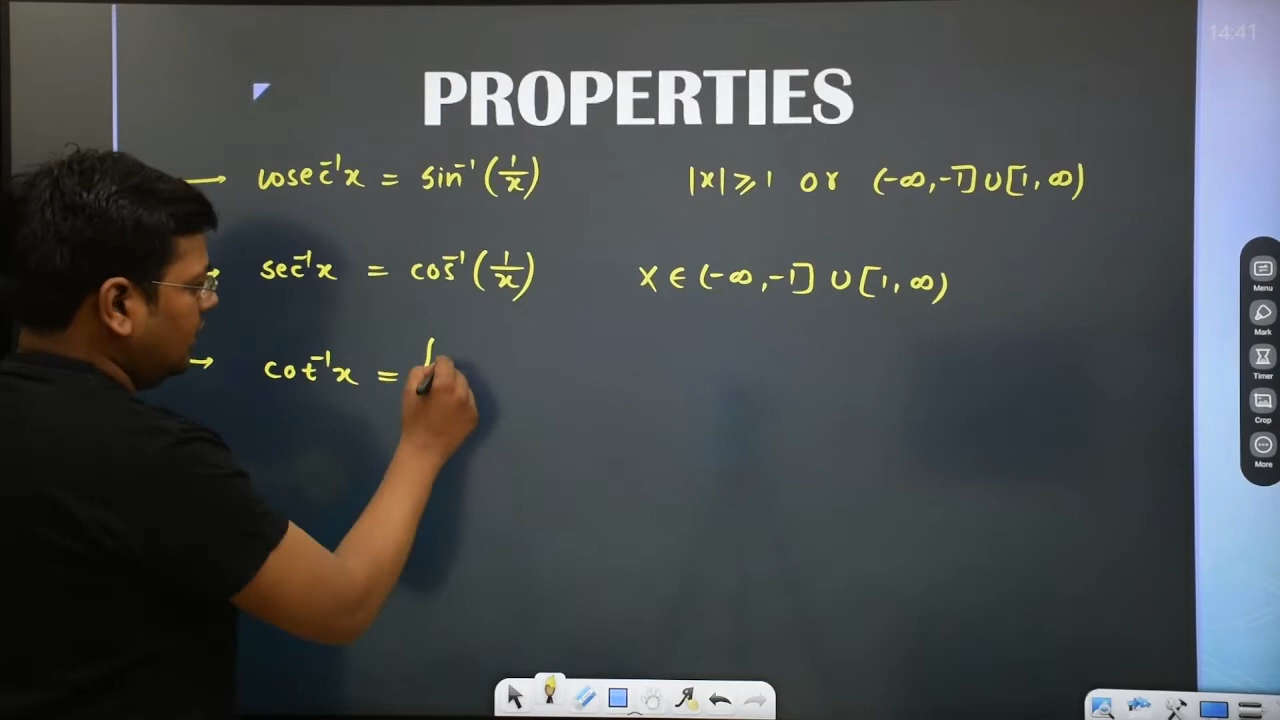 14:41
PROPERTIES
→ cosec⁻¹x = sin⁻¹(1/x) |x| ≥ 1 or (-∞, -1] ∪ [1, ∞)
→ sec⁻¹x = cos⁻¹(1/x) x ∈ (-∞, -1] ∪ [1, ∞)
→ cot⁻¹x =
Menu
Mark
Timer
Crop
More